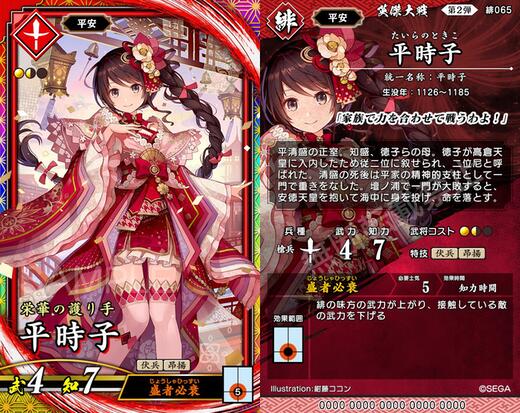 平安
栄華の護り手
平時子
伏兵 昂揚
武4 知7
じょうしゃひっすい
盛者必衰
5
緋
平安
英傑大戦
第2弾
緋065
たいらのときこ
平時子
統一名称:平時子
生没年:1126～1185
「家族で力を合わせて戦うわよ!」
平清盛の正室。知盛、徳子らの母。徳子が高倉天
皇に入内したため従二位に叙せられ、二位尼と呼
ばれた。清盛の死後は平家の精神的支柱として一
門で重きをなした。壇ノ浦で一門が大敗すると、
安徳天皇を抱いて海中に身を投げ、命を落とす。
兵種 武力 知力 武将コスト
槍兵 4 7 特技 伏兵 昂揚
じょうしゃひっすい 必要士気 効果時間
盛者必衰 5 知力時間
緋の味方の武力が上がり、接触している敵
の武力を下げる
効果範囲
Illustration:紺藤ココン
©SEGA
0000-0000-0000-0000-0000